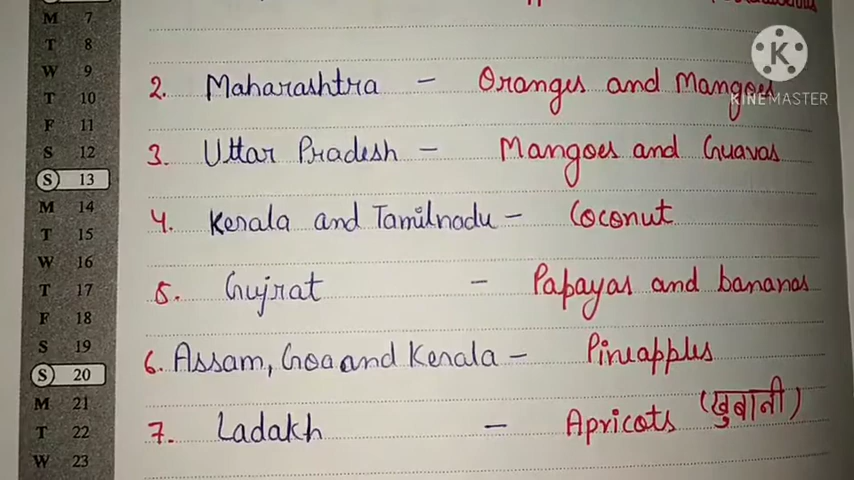 M 7
T 8
W 9
T 10
F 11
S 12
S 13
M 14
T 15
W 16
T 17
F 18
S 19
S 20
M 21
T 22
W 23
K
KINEMASTER
2. Maharashtra - Oranges and Mangoes
3. Uttar Pradesh - Mangoes and Guavas
4. Kerala and Tamilnadu - Coconut
5. Gujrat - Papayas and bananas
6. Assam, Goa and Kerala - Pineapples
7. Ladakh - Apricots (खुबानी)